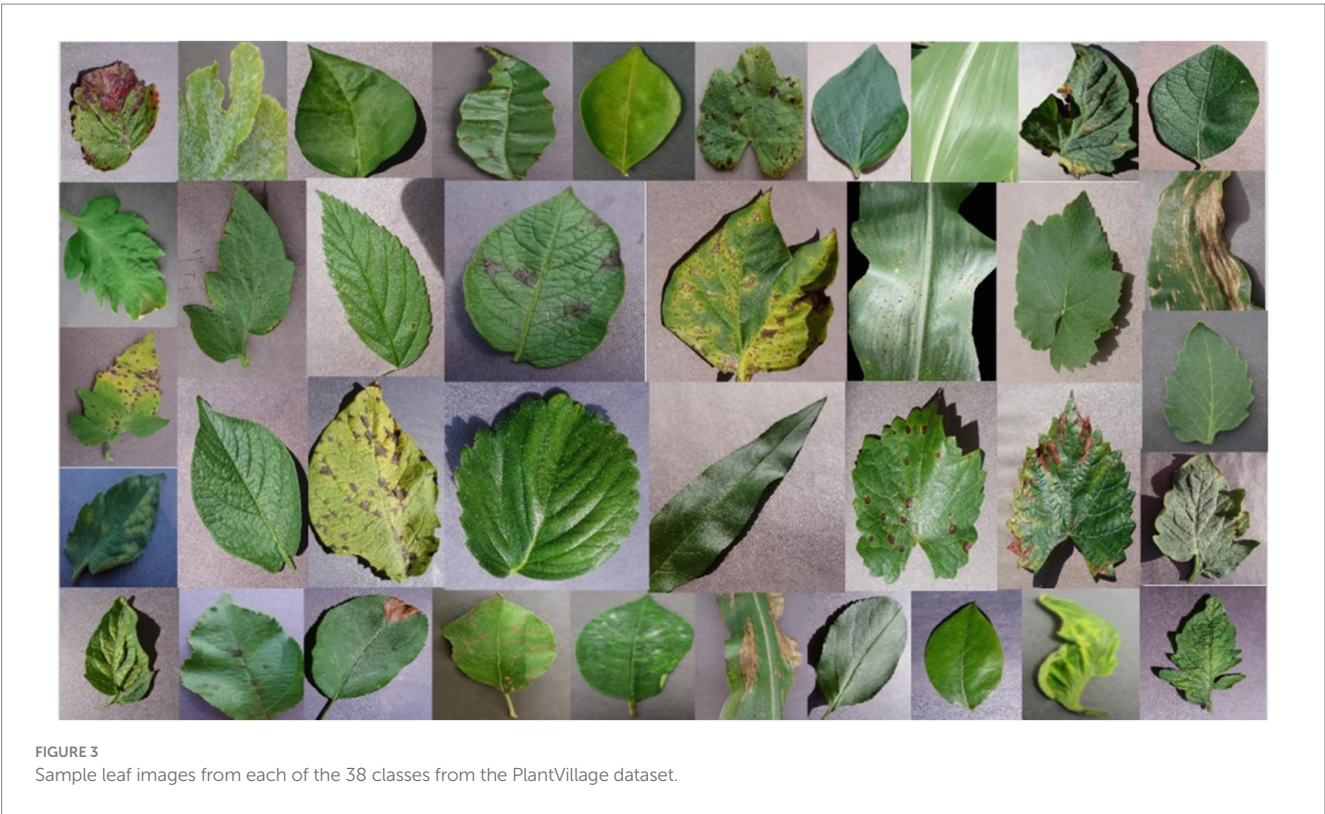 FIGURE 3
Sample leaf images from each of the 38 classes from the PlantVillage dataset.